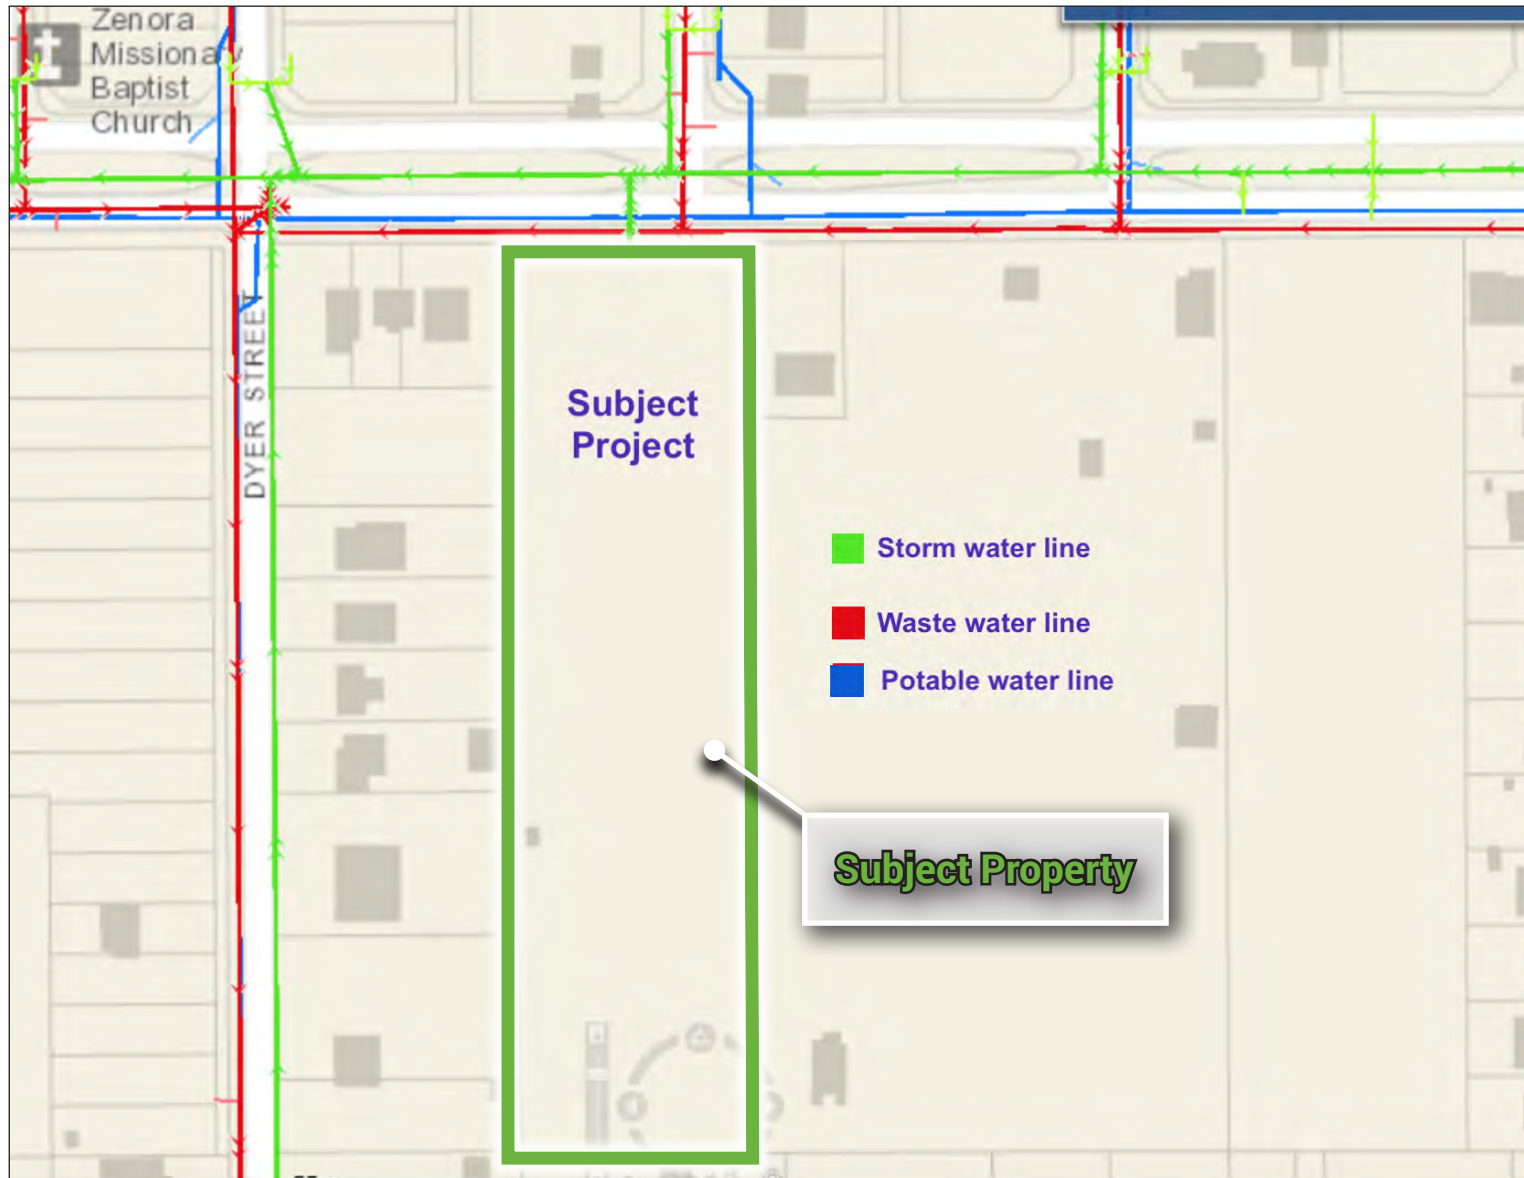 Zenora
Missionary
Baptist
Church
DYER STREET
Subject
Project
Storm water line
Waste water line
Potable water line
Subject Property